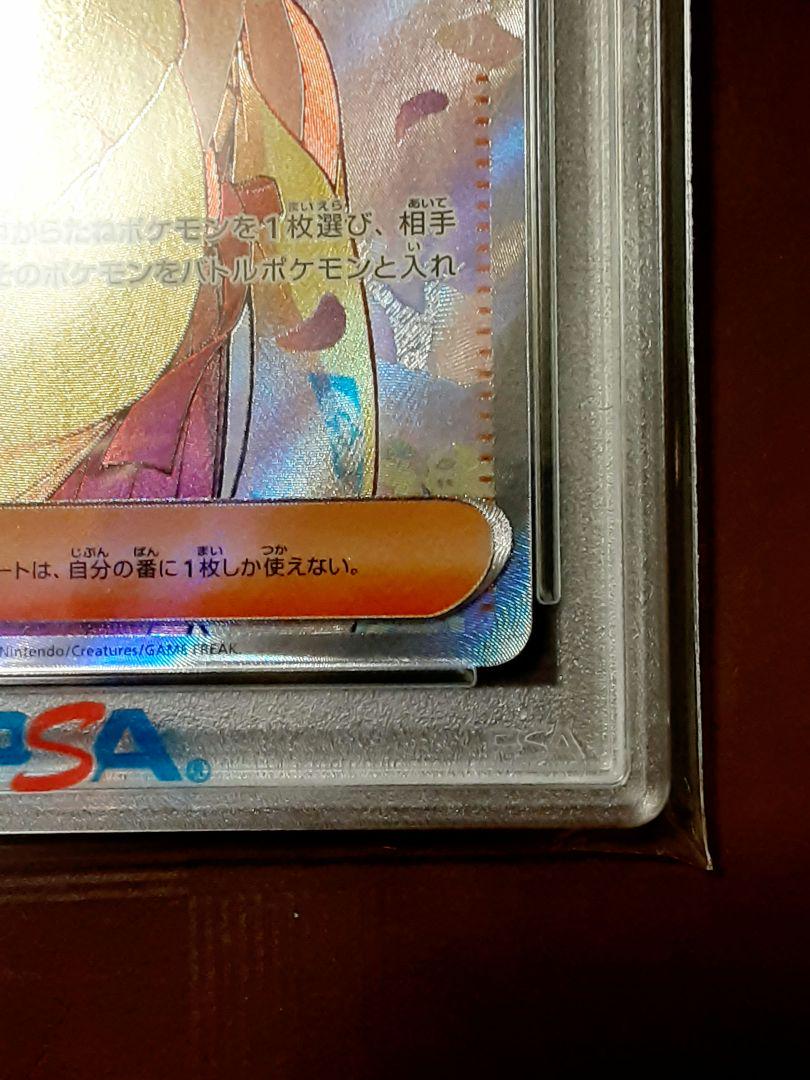 からたねポケモンを1枚選び、相手
そのポケモンをバトルポケモンと入れ
ートは、自分の番に1枚しか使えない。
Nintendo/Creatures/GAME FREAK.
PSA®
PSA